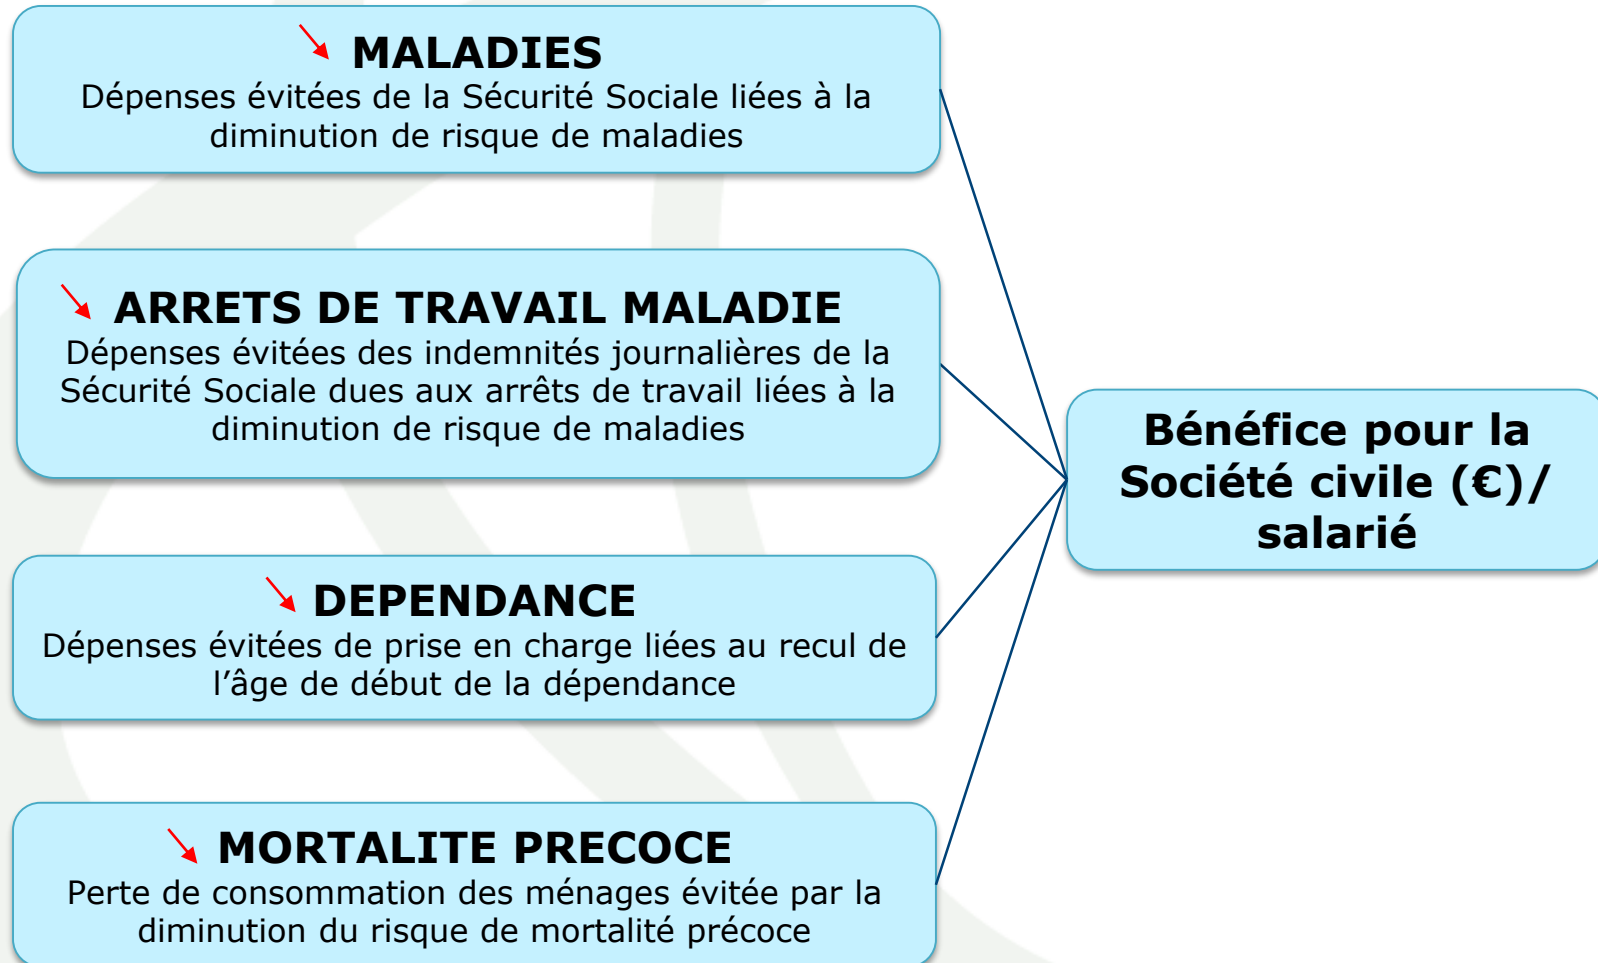 MALADIES
Dépenses évitées de la Sécurité Sociale liées à la
diminution de risque de maladies
ARRETS DE TRAVAIL MALADIE
Dépenses évitées des indemnités journalières de la
Sécurité Sociale dues aux arrêts de travail liées à la
diminution de risque de maladies
DEPENDANCE
Dépenses évitées de prise en charge liées au recul de
l’âge de début de la dépendance
MORTALITE PRECOCE
Perte de consommation des ménages évitée par la
diminution du risque de mortalité précoce
Bénéfice pour la
Société civile (€)/
salarié